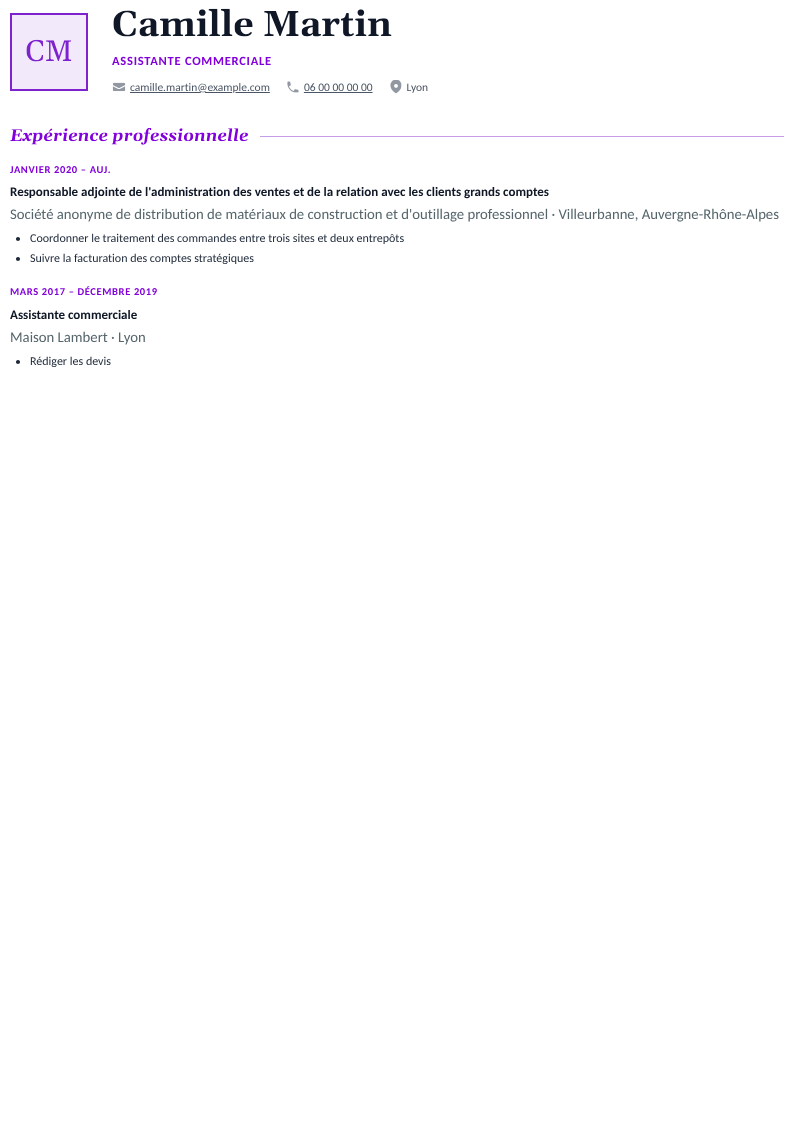 CM
Camille Martin
ASSISTANTE COMMERCIALE
camille.martin@example.com 06 00 00 00 00 Lyon
Expérience professionnelle
JANVIER 2020 – AUJ.
Responsable adjointe de l'administration des ventes et de la relation avec les clients grands comptes
Société anonyme de distribution de matériaux de construction et d'outillage professionnel · Villeurbanne, Auvergne-Rhône-Alpes
• Coordonner le traitement des commandes entre trois sites et deux entrepôts
• Suivre la facturation des comptes stratégiques
MARS 2017 – DÉCEMBRE 2019
Assistante commerciale
Maison Lambert · Lyon
• Rédiger les devis